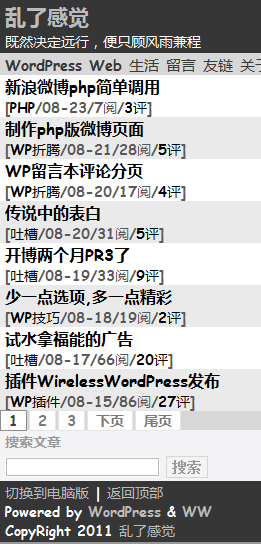 乱了感觉
既然决定远行，便只顾风雨兼程
WordPress Web 生活 留言 友链 关于
新浪微博php简单调用
[PHP/08-23/7阅/3评]
制作php版微博页面
[WP折腾/08-21/28阅/5评]
WP留言本评论分页
[WP折腾/08-20/17阅/4评]
传说中的表白
[吐槽/08-20/31阅/5评]
开博两个月PR3了
[吐槽/08-19/33阅/9评]
少一点选项,多一点精彩
[WP技巧/08-18/19阅/2评]
试水拿福能的广告
[吐槽/08-17/66阅/20评]
插件WirelessWordPress发布
[WP插件/08-15/86阅/27评]
1 2 3 下页 尾页
搜索文章
搜索
切换到电脑版 | 返回顶部
Powered by WordPress & WW
CopyRight 2011 乱了感觉